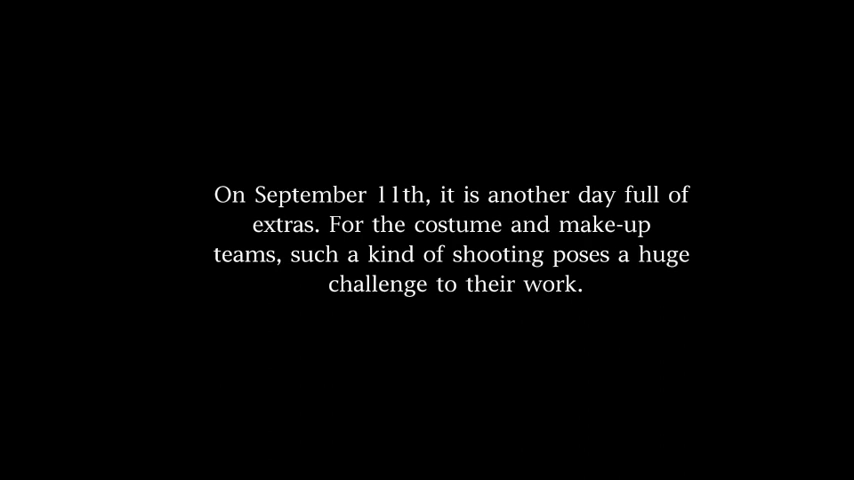 On September 11th, it is another day full of
extras. For the costume and make-up
teams, such a kind of shooting poses a huge
challenge to their work.